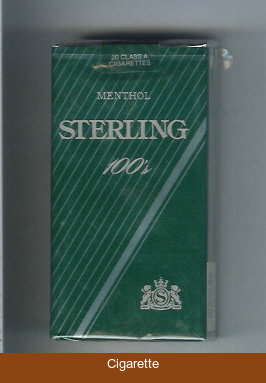 20 CLASS A
CIGARETTES
MENTHOL
STERLING
100's
S
Cigarette